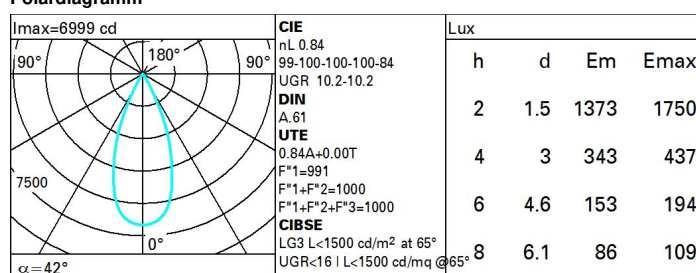 Polardiagramm
Imax=6999 cd
90°
180°
90°
7500
0°
α=42°
CIE
nL 0.84
99-100-100-100-84
UGR 10.2-10.2
DIN
A.61
UTE
0.84A+0.00T
F"1=991
F"1+F"2=1000
F"1+F"2+F"3=1000
CIBSE
LG3 L<1500 cd/m² at 65°
UGR<16 | L<1500 cd/mq @65°
Lux
h d Em Emax
2 1.5 1373 1750
4 3 343 437
6 4.6 153 194
8 6.1 86 109